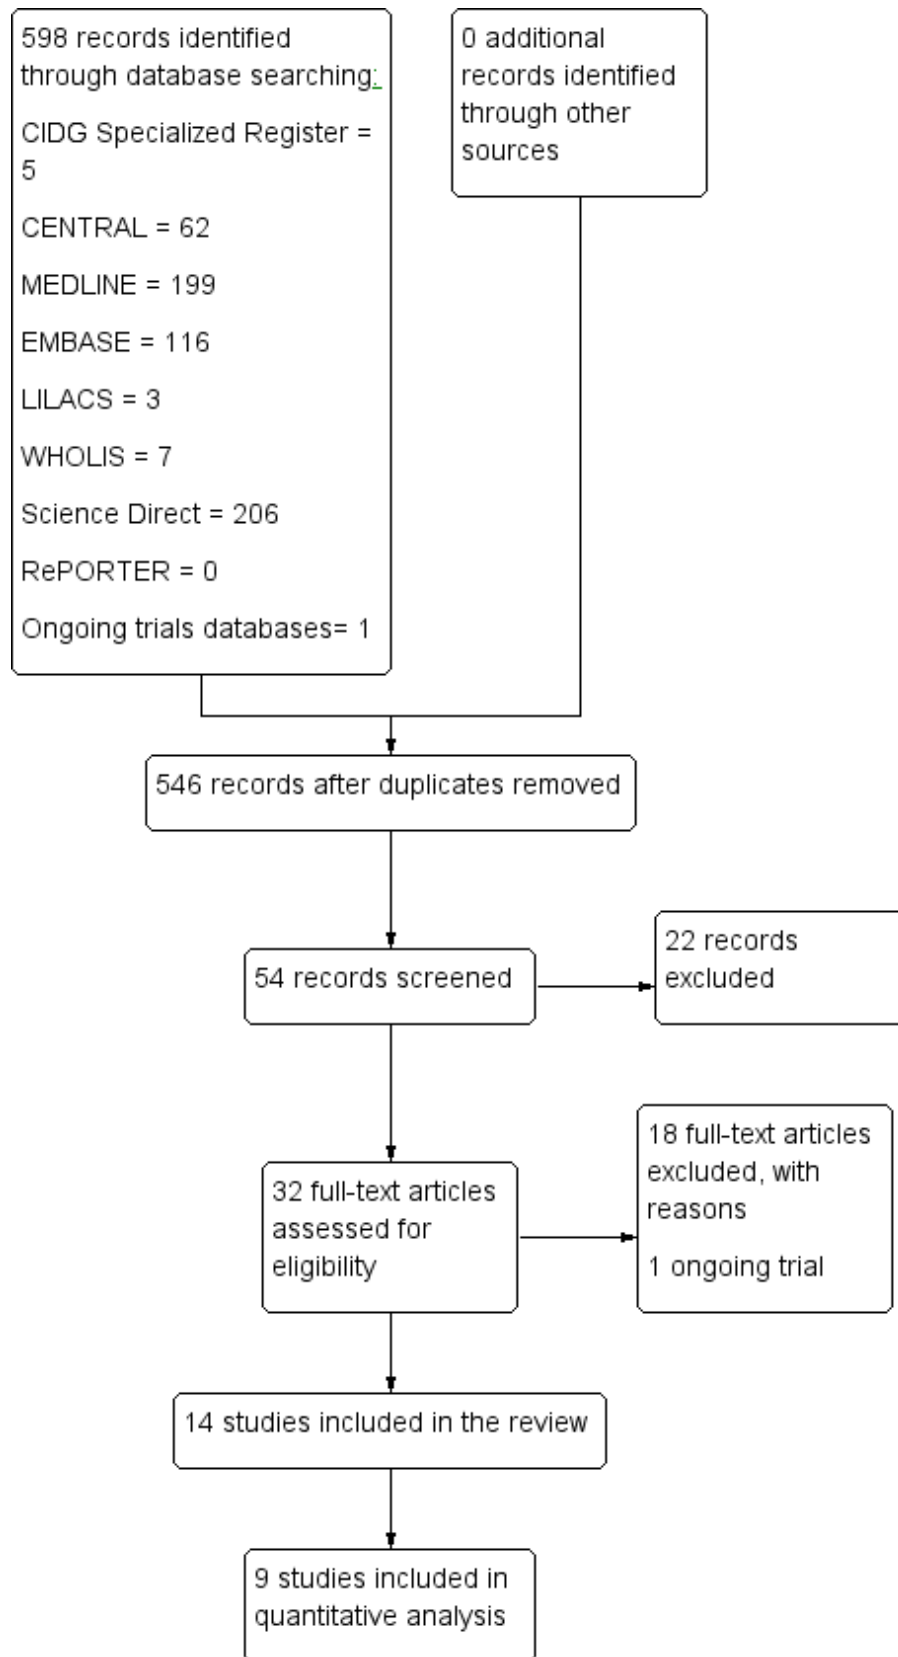 598 records identified
through database searching:
CIDG Specialized Register =
5
CENTRAL = 62
MEDLINE = 199
EMBASE = 116
LILACS = 3
WHOLIS = 7
Science Direct = 206
RePORTER = 0
Ongoing trials databases= 1
0 additional
records identified
through other
sources
546 records after duplicates removed
54 records screened
22 records
excluded
32 full-text articles
assessed for
eligibility
18 full-text articles
excluded, with
reasons
1 ongoing trial
14 studies included in the review
9 studies included in
quantitative analysis